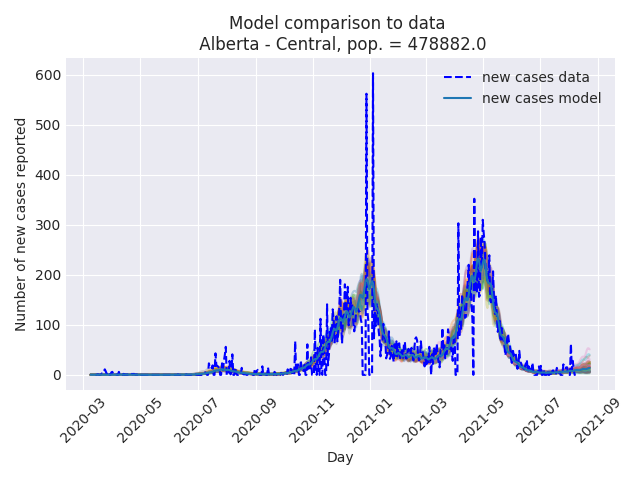 Model comparison to data
Alberta - Central, pop. = 478882.0
new cases data
new cases model
Number of new cases reported
600
500
400
300
200
100
0
2020-03
2020-05
2020-07
2020-09
2020-11
2021-01
2021-03
2021-05
2021-07
2021-09
Day